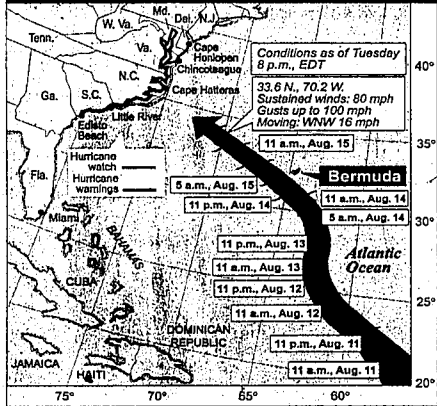 Md.
Del. N.J.
W. Va.
Tenn.
Va.
Cape Henlopen
Chincoteague
N.C.
Cape Hatteras
S.C.
Ga.
Little River
Edisto Beach
Fla.
Conditions as of Tuesday
8 p.m., EDT
33.6 N., 70.2 W.
Sustained winds: 80 mph
Gusts up to 100 mph
Moving: WNW 16 mph
40°
35°
30°
25°
20°
11 a.m., Aug. 15
5 a.m., Aug. 15
11 p.m., Aug. 14
Bermuda
11 a.m., Aug. 14
5 a.m., Aug. 14
Hurricane watch
Hurricane warnings
Miami
BAHAMAS
11 p.m., Aug. 13
11 a.m., Aug. 13
11 p.m., Aug. 12
11 a.m., Aug. 12
Atlantic
Ocean
CUBA
DOMINICAN
REPUBLIC
11 p.m., Aug. 11
11 a.m., Aug. 11
JAMAICA
HAITI
75°
70°
65°
60°